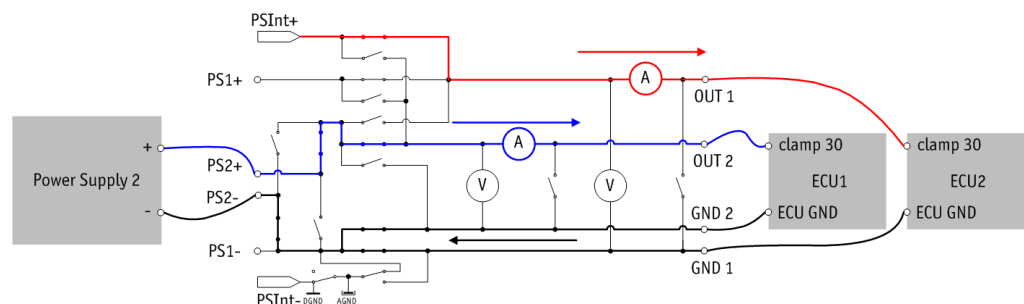 PSInt+
PS1+
A
OUT 1
Power Supply 2
+
-
PS2+
PS2-
PS1-
A
OUT 2
V
V
GND 2
GND 1
clamp 30
ECU1
ECU GND
clamp 30
ECU2
ECU GND
PSInt-
DGND
AGND